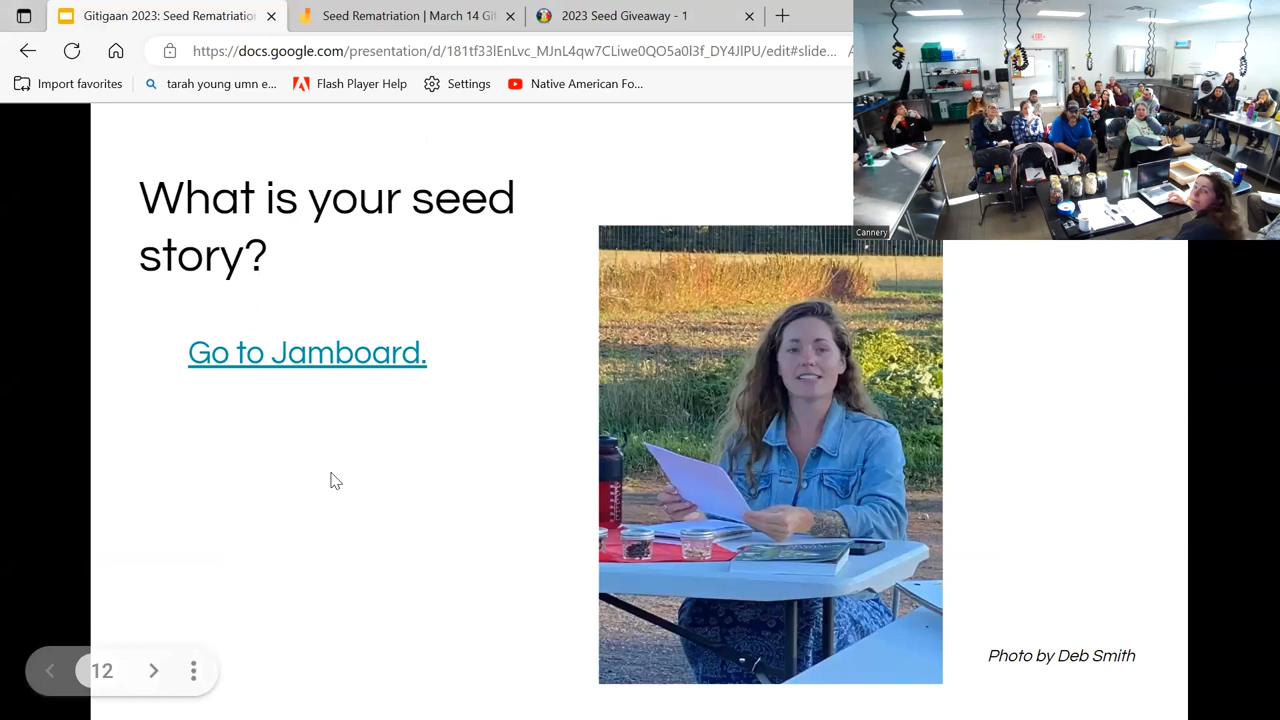 Gitigaan 2023: Seed Rematriation
Seed Rematriation | March 14 Git
2023 Seed Giveaway - 1
https://docs.google.com/presentation/d/181tf33lEnLvc_MJnL4qw7CLiwe0QO5a0l3f_DY4JlPU/edit#slide...
Import favorites
tarah young umn e...
Flash Player Help
Settings
Native American Fo...
Cannery
What is your seed
story?
Go to Jamboard.
Photo by Deb Smith
12